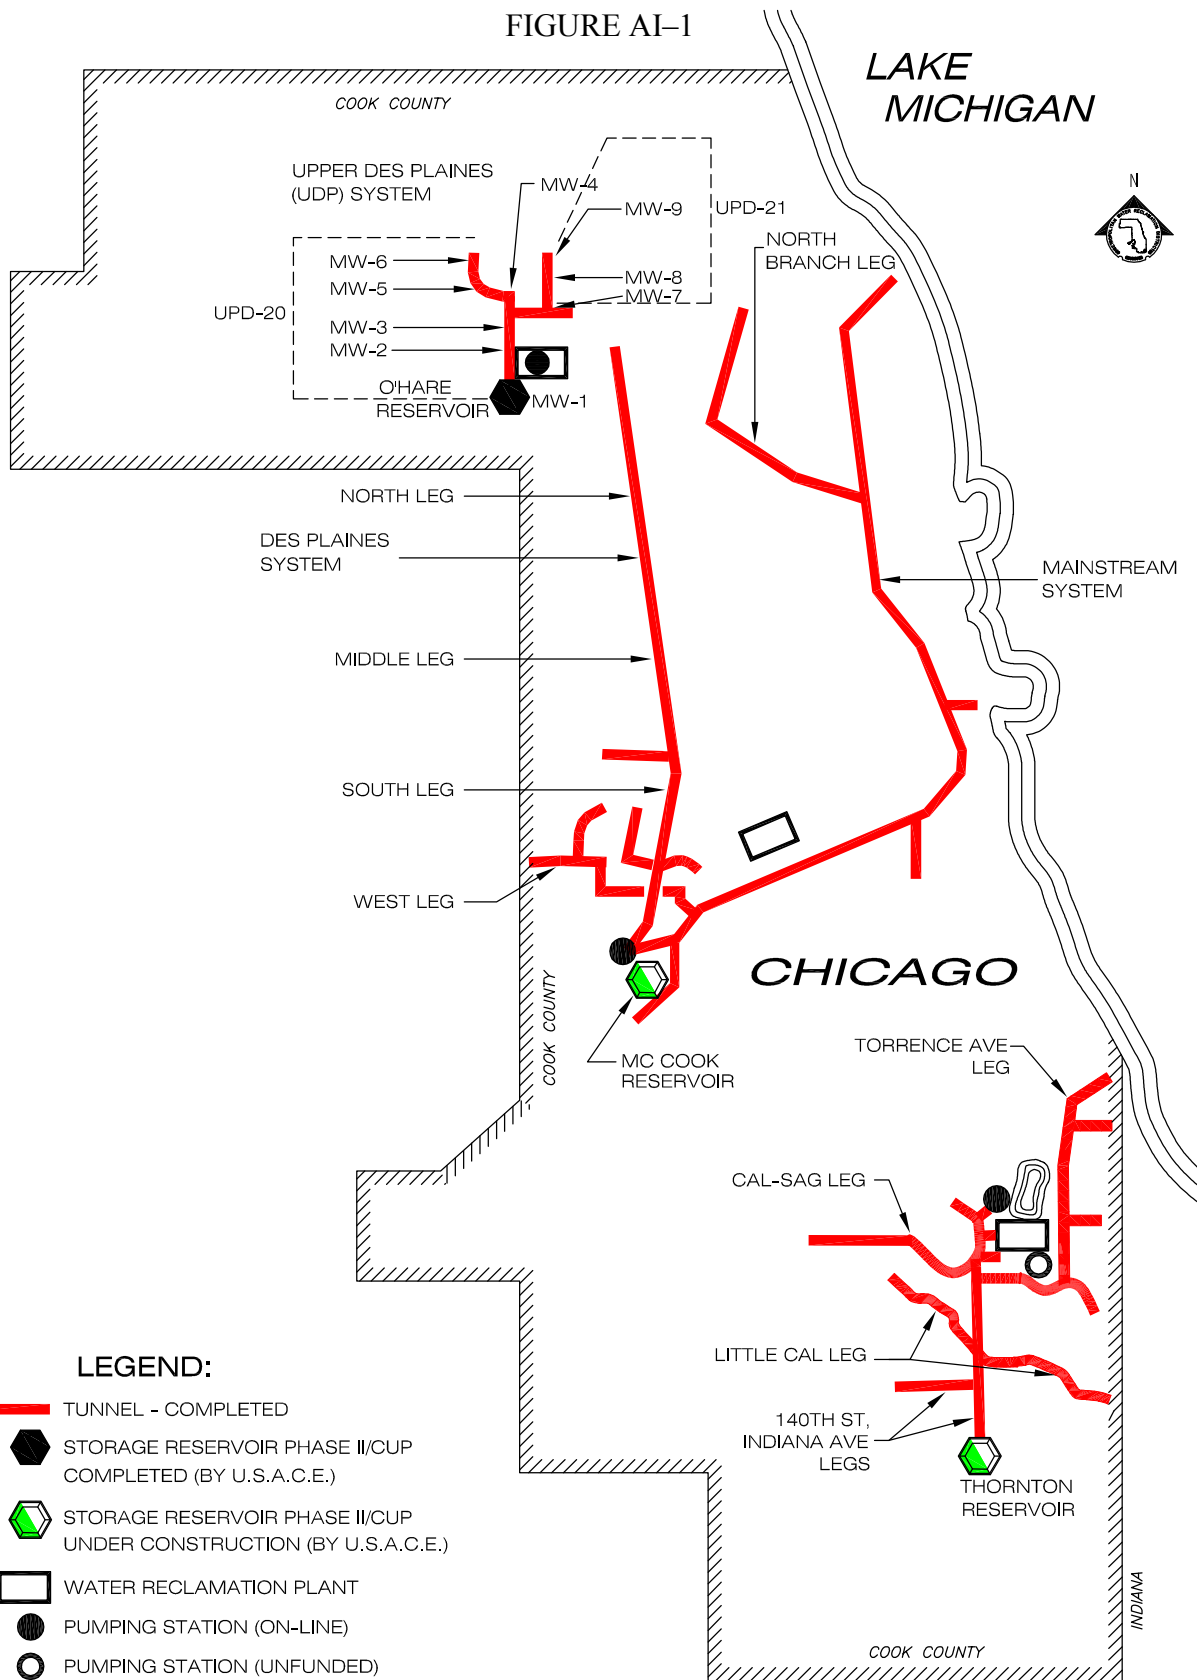 FIGURE AI–1
LAKE
MICHIGAN
COOK COUNTY
N
UPPER DES PLAINES
(UDP) SYSTEM
MW-4
MW-9
UPD-21
NORTH
BRANCH LEG
MW-6
MW-5
MW-8
MW-7
UPD-20
MW-3
MW-2
O'HARE
RESERVOIR
MW-1
NORTH LEG
DES PLAINES
SYSTEM
MAINSTREAM
SYSTEM
MIDDLE LEG
SOUTH LEG
WEST LEG
CHICAGO
COOK COUNTY
MC COOK
RESERVOIR
TORRENCE AVE
LEG
CAL-SAG LEG
LITTLE CAL LEG
140TH ST,
INDIANA AVE
LEGS
THORNTON
RESERVOIR
INDIANA
COOK COUNTY
LEGEND:
TUNNEL - COMPLETED
STORAGE RESERVOIR PHASE II/CUP
COMPLETED (BY U.S.A.C.E.)
STORAGE RESERVOIR PHASE II/CUP
UNDER CONSTRUCTION (BY U.S.A.C.E.)
WATER RECLAMATION PLANT
PUMPING STATION (ON-LINE)
PUMPING STATION (UNFUNDED)